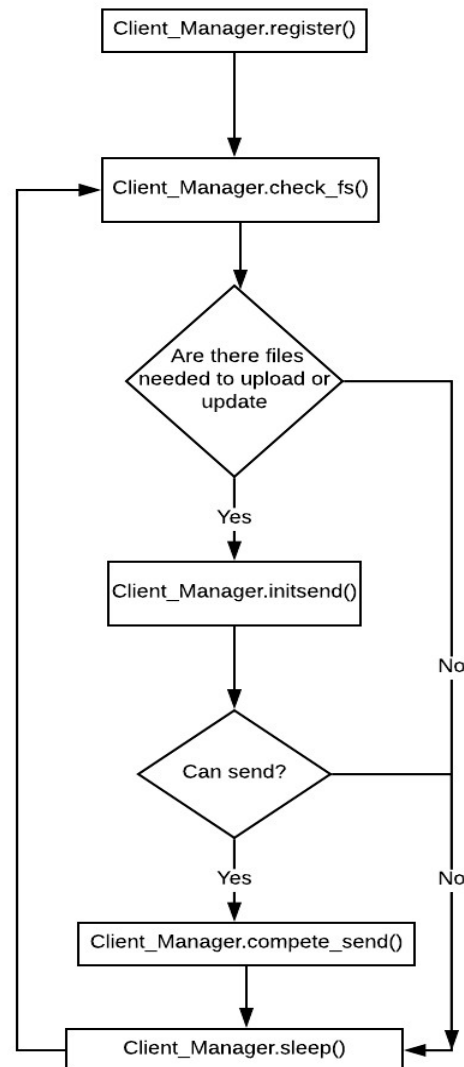 Client_Manager.register()
Client_Manager.check_fs()
Are there files
needed to upload or
update
Yes
Client_Manager.initsend()
No
Can send?
Yes
No
Client_Manager.compete_send()
Client_Manager.sleep()